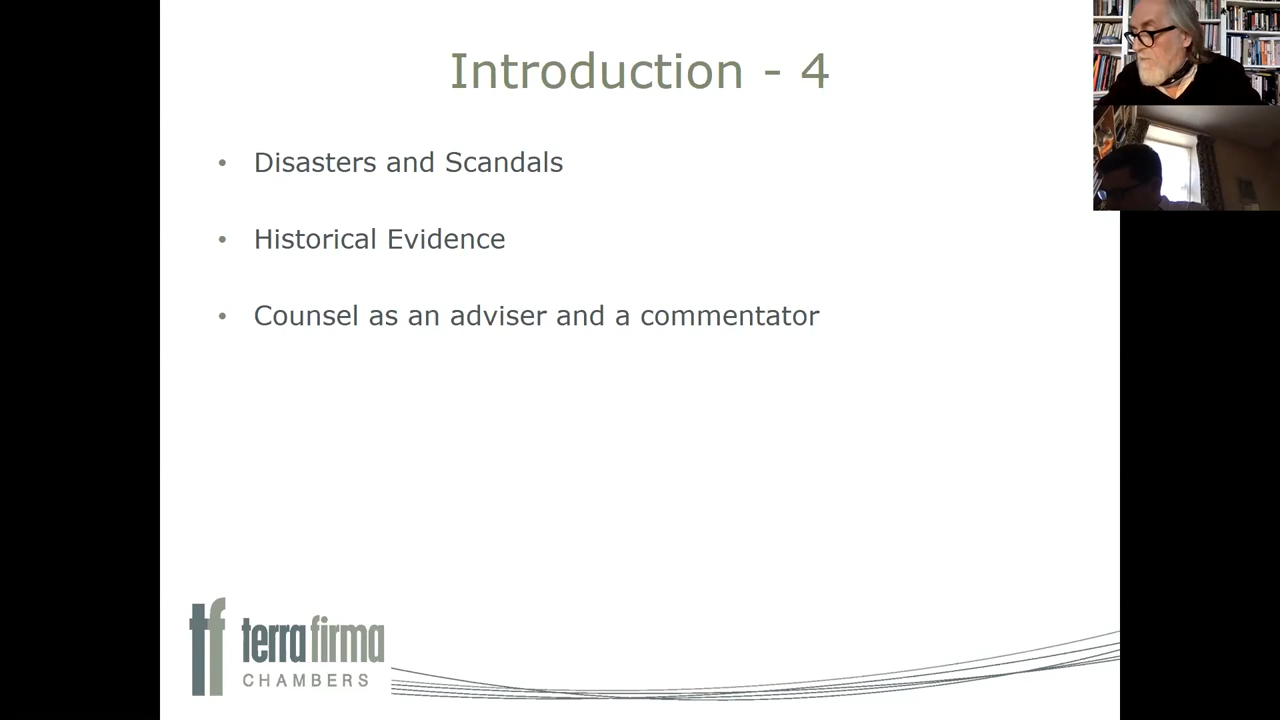 Introduction - 4
• Disasters and Scandals
• Historical Evidence
• Counsel as an adviser and a commentator
tf terra firma
CHAMBERS